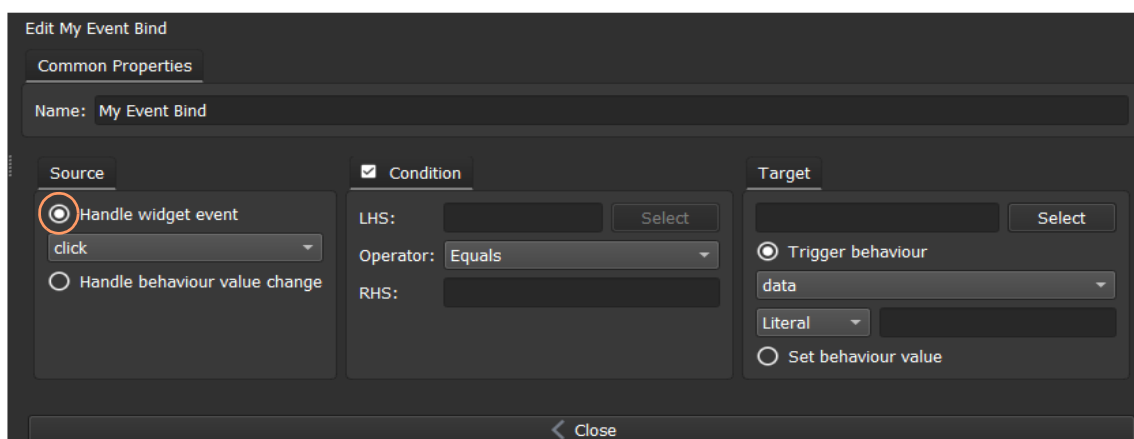 Edit My Event Bind
Common Properties
Name: My Event Bind
Source
Handle widget event
click
Handle behaviour value change
Condition
LHS: Select
Operator: Equals
RHS:
Target
Select
Trigger behaviour
data
Literal
Set behaviour value
Close